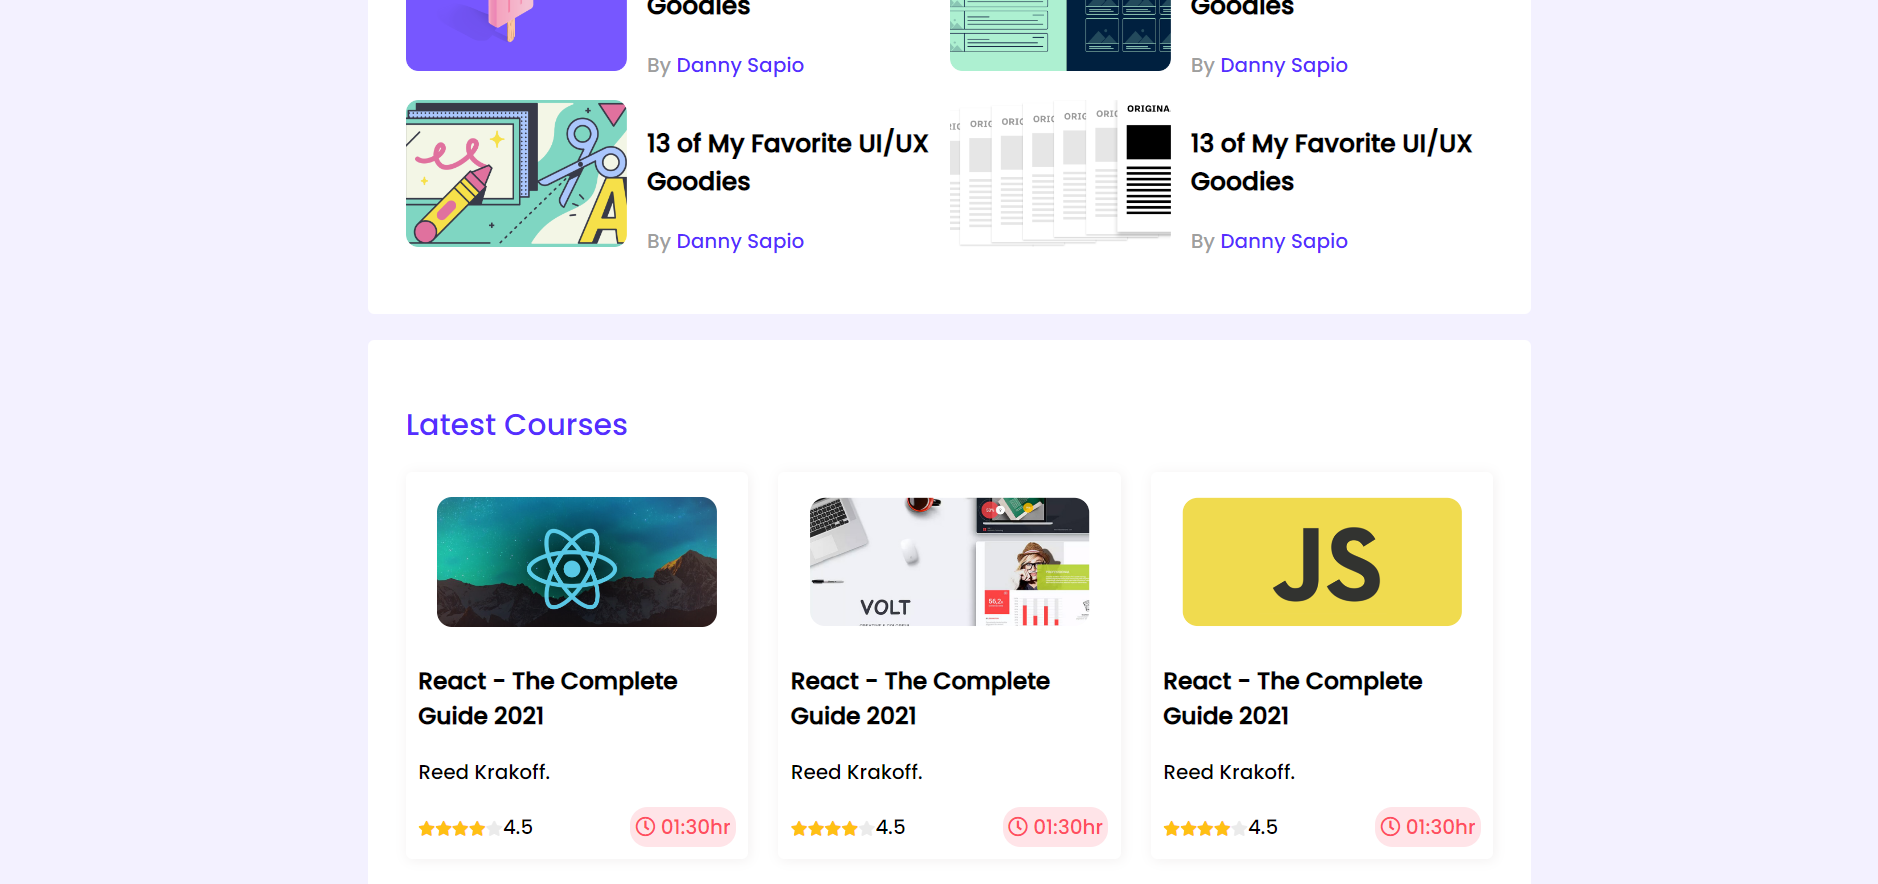 Goodies
Goodies
By Danny Sapio
By Danny Sapio
13 of My Favorite UI/UX
Goodies
By Danny Sapio
A
ORIGINA
13 of My Favorite UI/UX
Goodies
By Danny Sapio
Latest Courses
VOLT
JS
React - The Complete
Guide 2021
Reed Krakoff.
4.5
01:30hr
React - The Complete
Guide 2021
Reed Krakoff.
4.5
01:30hr
React - The Complete
Guide 2021
Reed Krakoff.
4.5
01:30hr